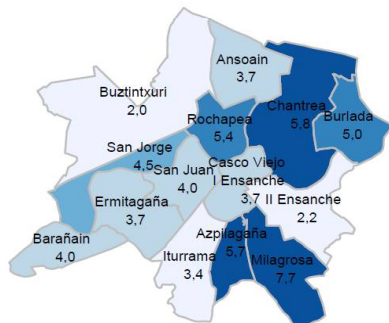 Ansoain
3,7
Buztintxuri
2,0
Chantrea
5,8
Rochapea
5,4
Burlada
5,0
San Jorge
4,5
San Juan
4,0
Casco Viejo
I Ensanche
3,7
Ermitagaña
3,7
II Ensanche
2,2
Barañain
4,0
Azpilagaña
5,7
Iturrama
3,4
Milagrosa
7,7